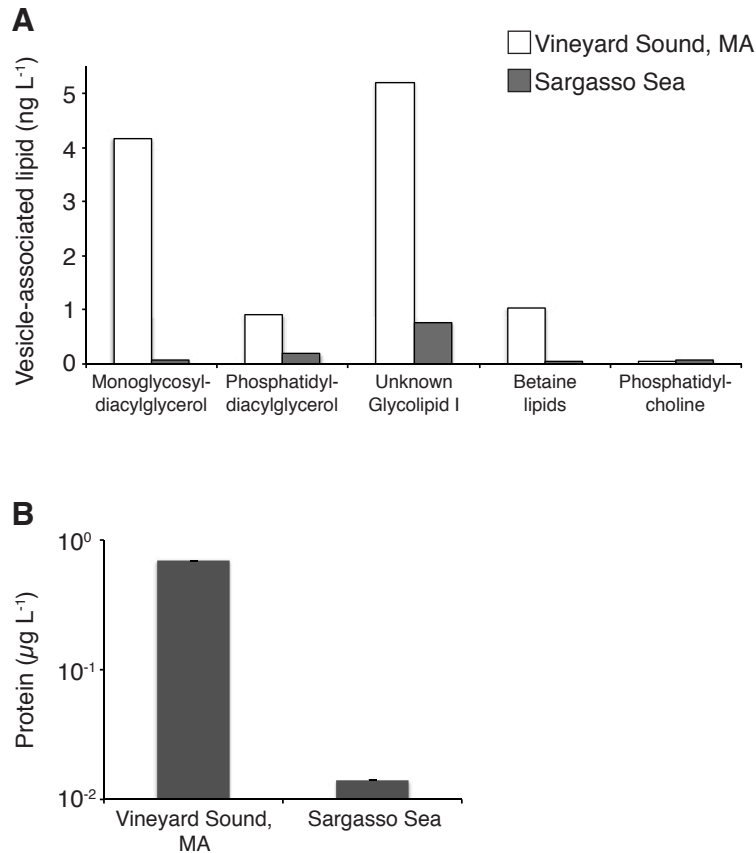 A
Vesicle-associated lipid (ng L⁻¹)
Vineyard Sound, MA
Sargasso Sea
5
4
3
2
1
0
Monoglycosyl-
diacylglycerol
Phosphatidyl-
diacylglycerol
Unknown
Glycolipid I
Betaine
lipids
Phosphatidyl-
choline
B
Protein (µg L⁻¹)
10⁰
10⁻¹
10⁻²
Vineyard Sound,
MA
Sargasso Sea